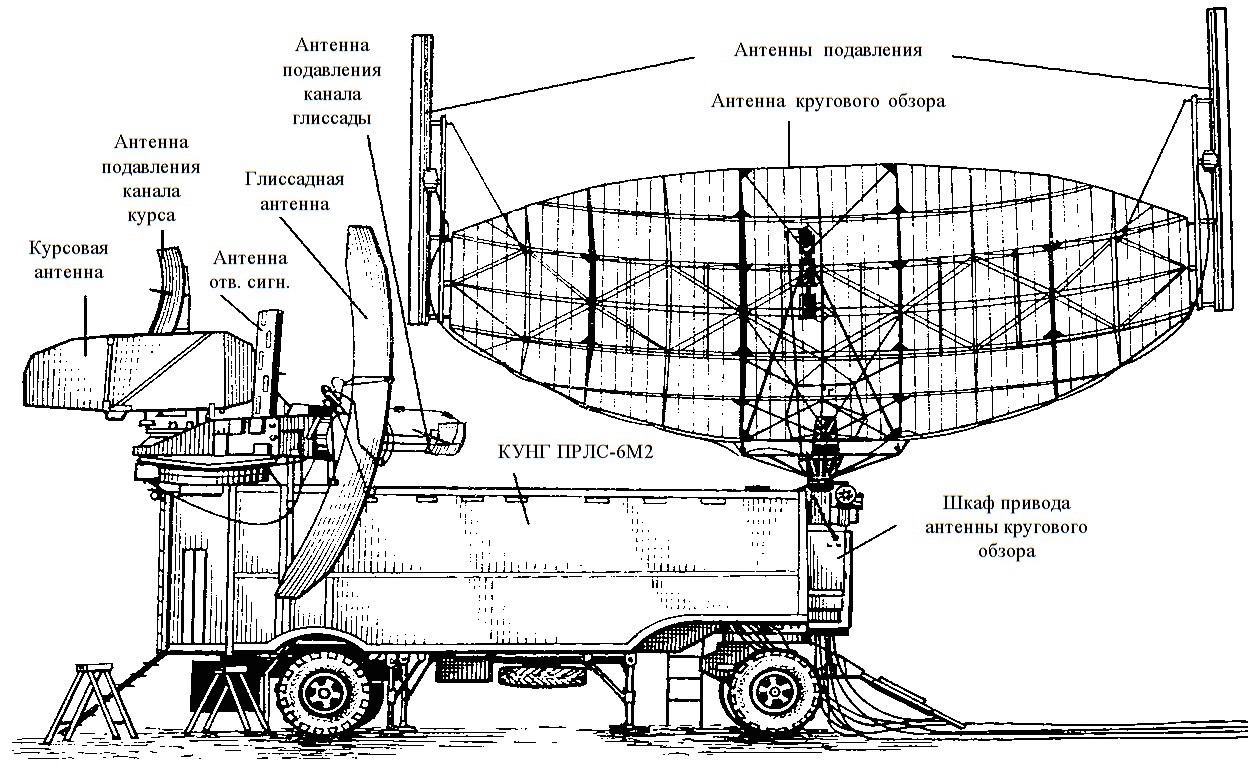 Антенна
подавления
канала
глиссады
Антенны подавления
Антенна кругового обзора
Антенна
подавления
канала
курса
Глиссадная
антенна
Курсовая
антенна
Антенна
отв. сигн.
КУНГ ПРЛС-6М2
Шкаф привода
антенны кругового
обзора